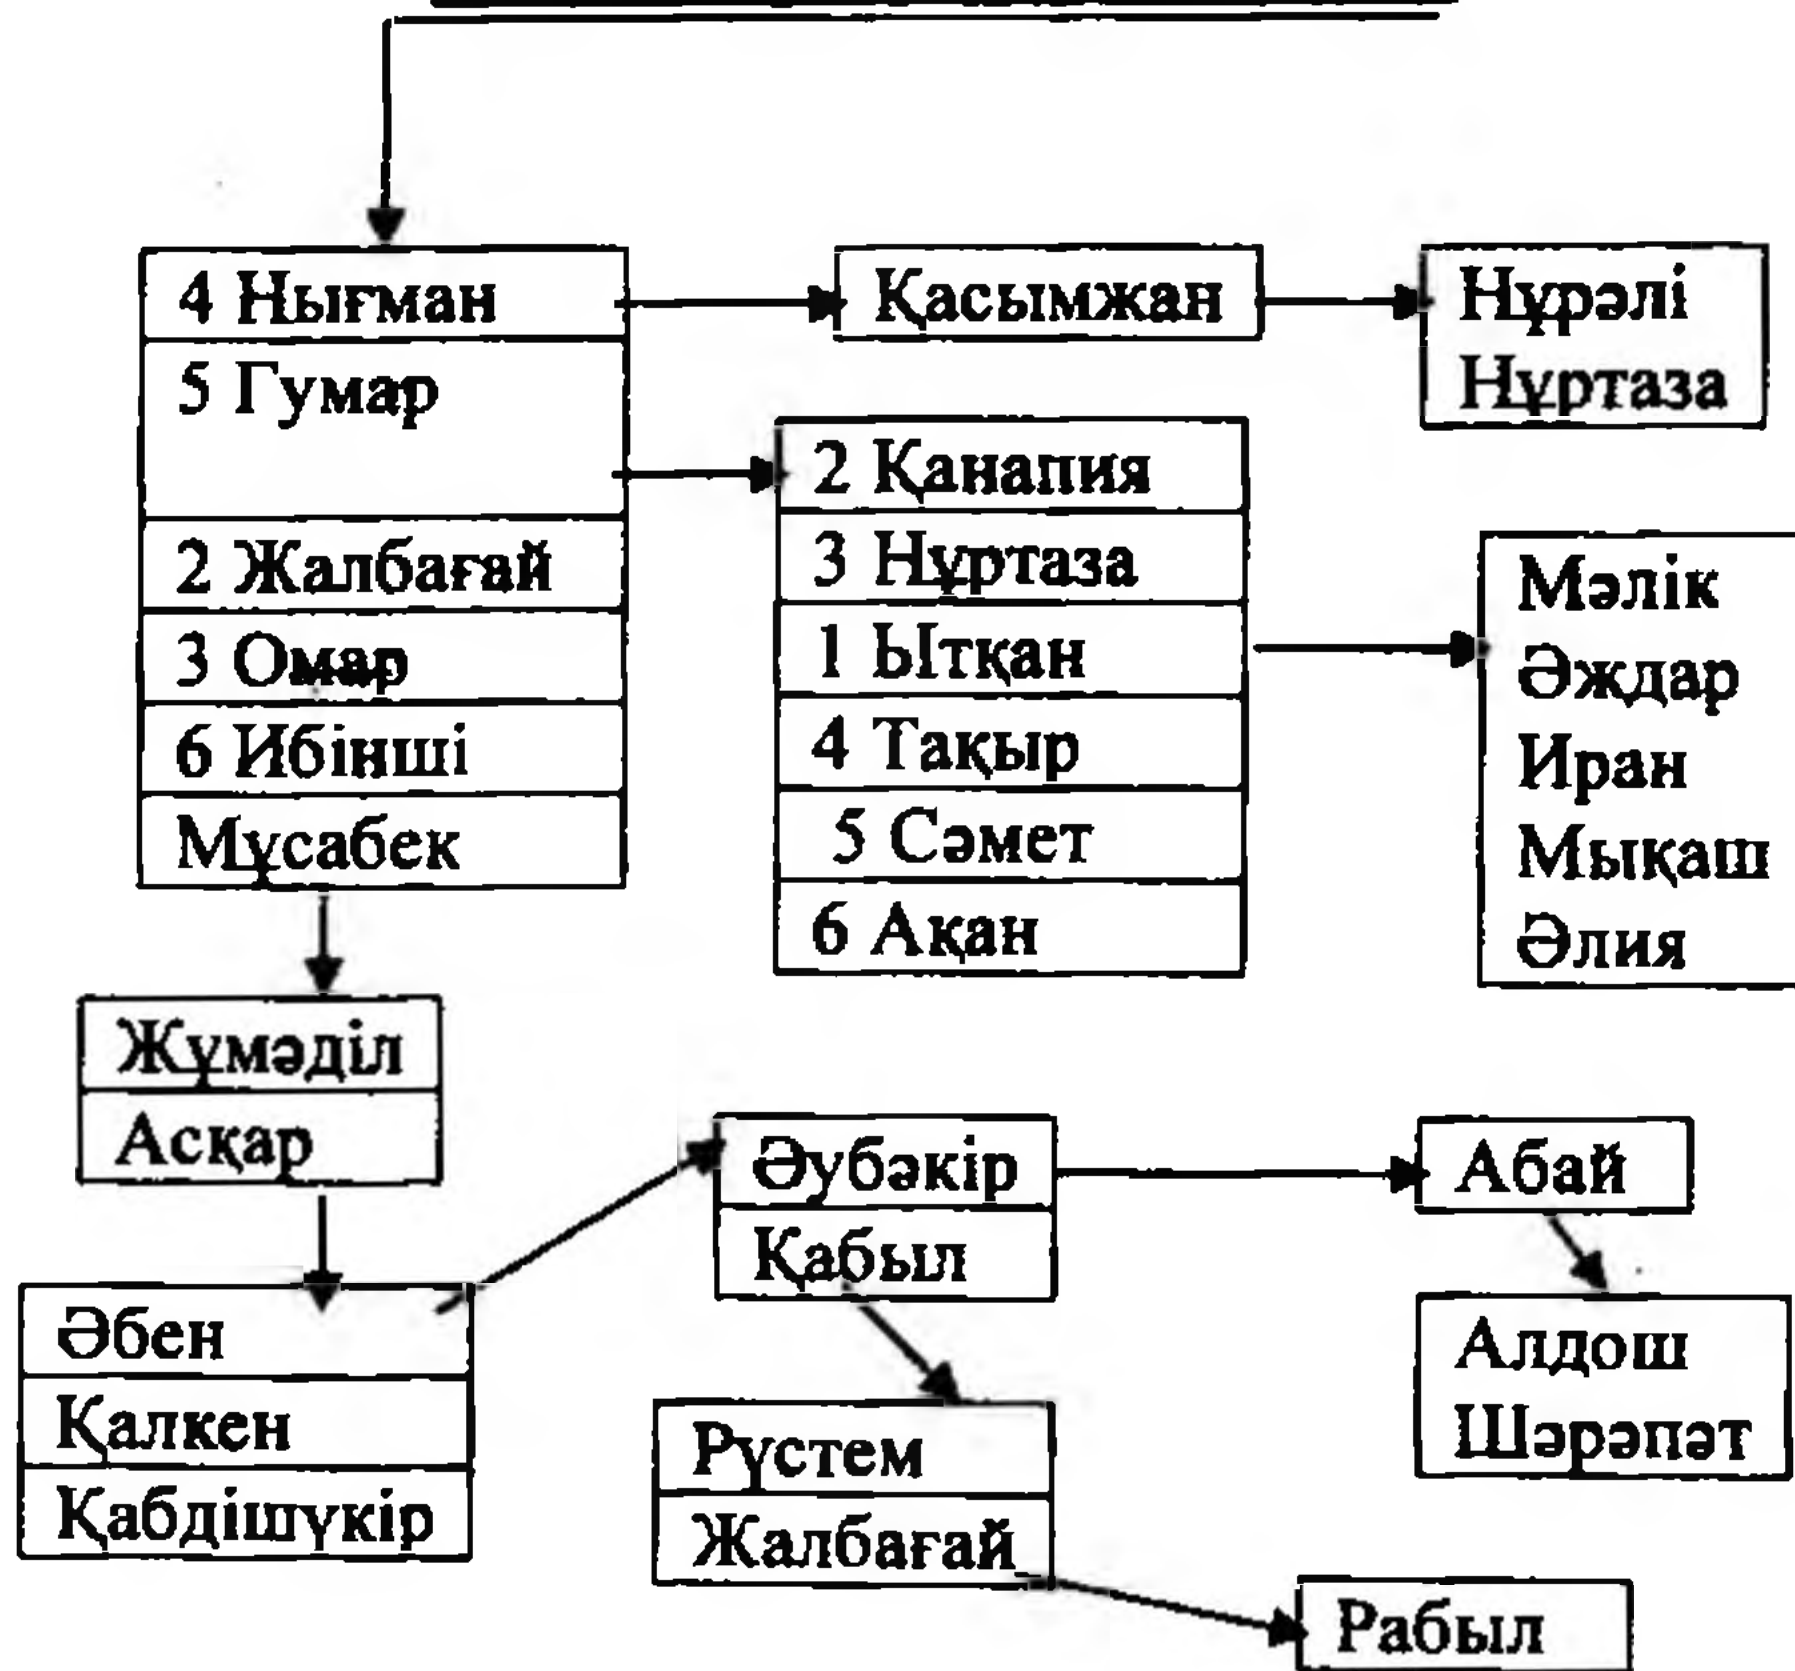 4 Нығман
5 Гумар
2 Жалбағай
3 Омар
6 Ибінші
Мұсабек
Қасымжан
Нұрәлі
Нұртаза
2 Қанапия
3 Нұртаза
1 Ытқан
4 Тақыр
5 Сәмет
6 Ақан
Мәлік
Әждар
Иран
Мықаш
Әлия
Жұмәділ
Асқар
Әбен
Қалкен
Қабдішүкір
Әубәкір
Қабыл
Абай
Алдош
Шәрәпәт
Рүстем
Жалбағай
Рабыл